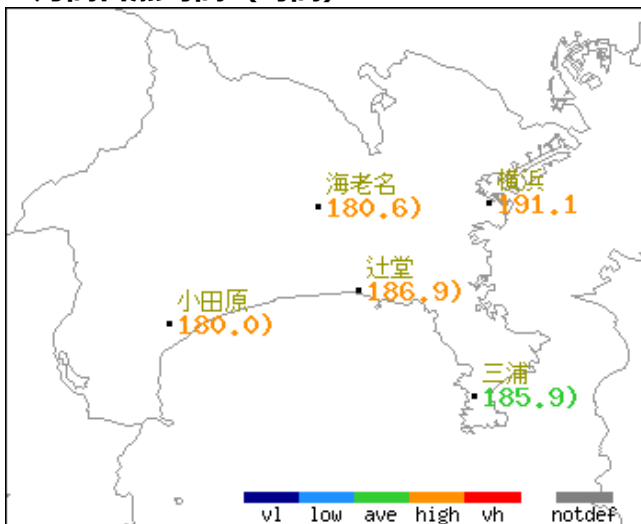 海老名
180.6)
横浜
191.1
辻堂
186.9)
小田原
180.0)
三浦
185.9)
vl low ave high vh notdef